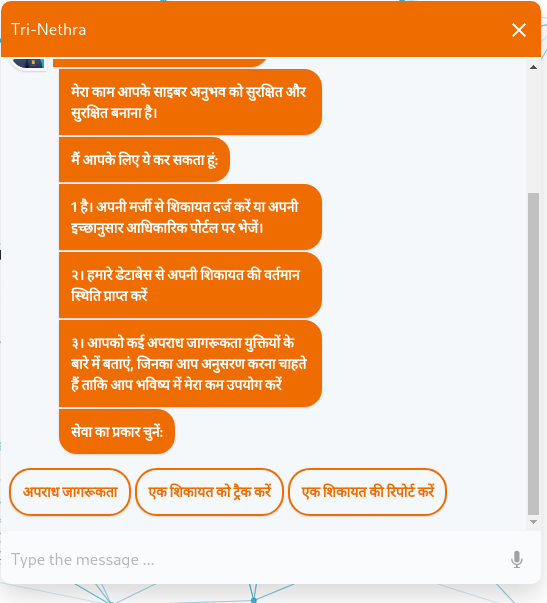 Tri-Nethra
मेरा काम आपके साइबर अनुभव को सुरक्षित और
सुरक्षित बनाना है।
मैं आपके लिए ये कर सकता हूं:
1 है। अपनी मर्जी से शिकायत दर्ज करें या अपनी
इच्छानुसार आधिकारिक पोर्टल पर भेजें।
२। हमारे डेटाबेस से अपनी शिकायत की वर्तमान
स्थिति प्राप्त करें
३। आपको कई अपराध जागरूकता युक्तियों के
बारे में बताएं, जिनका आप अनुसरण करना चाहते
हैं ताकि आप भविष्य में मेरा कम उपयोग करें
सेवा का प्रकार चुनें:
अपराध जागरूकता
एक शिकायत को ट्रैक करें
एक शिकायत की रिपोर्ट करें
Type the message ...